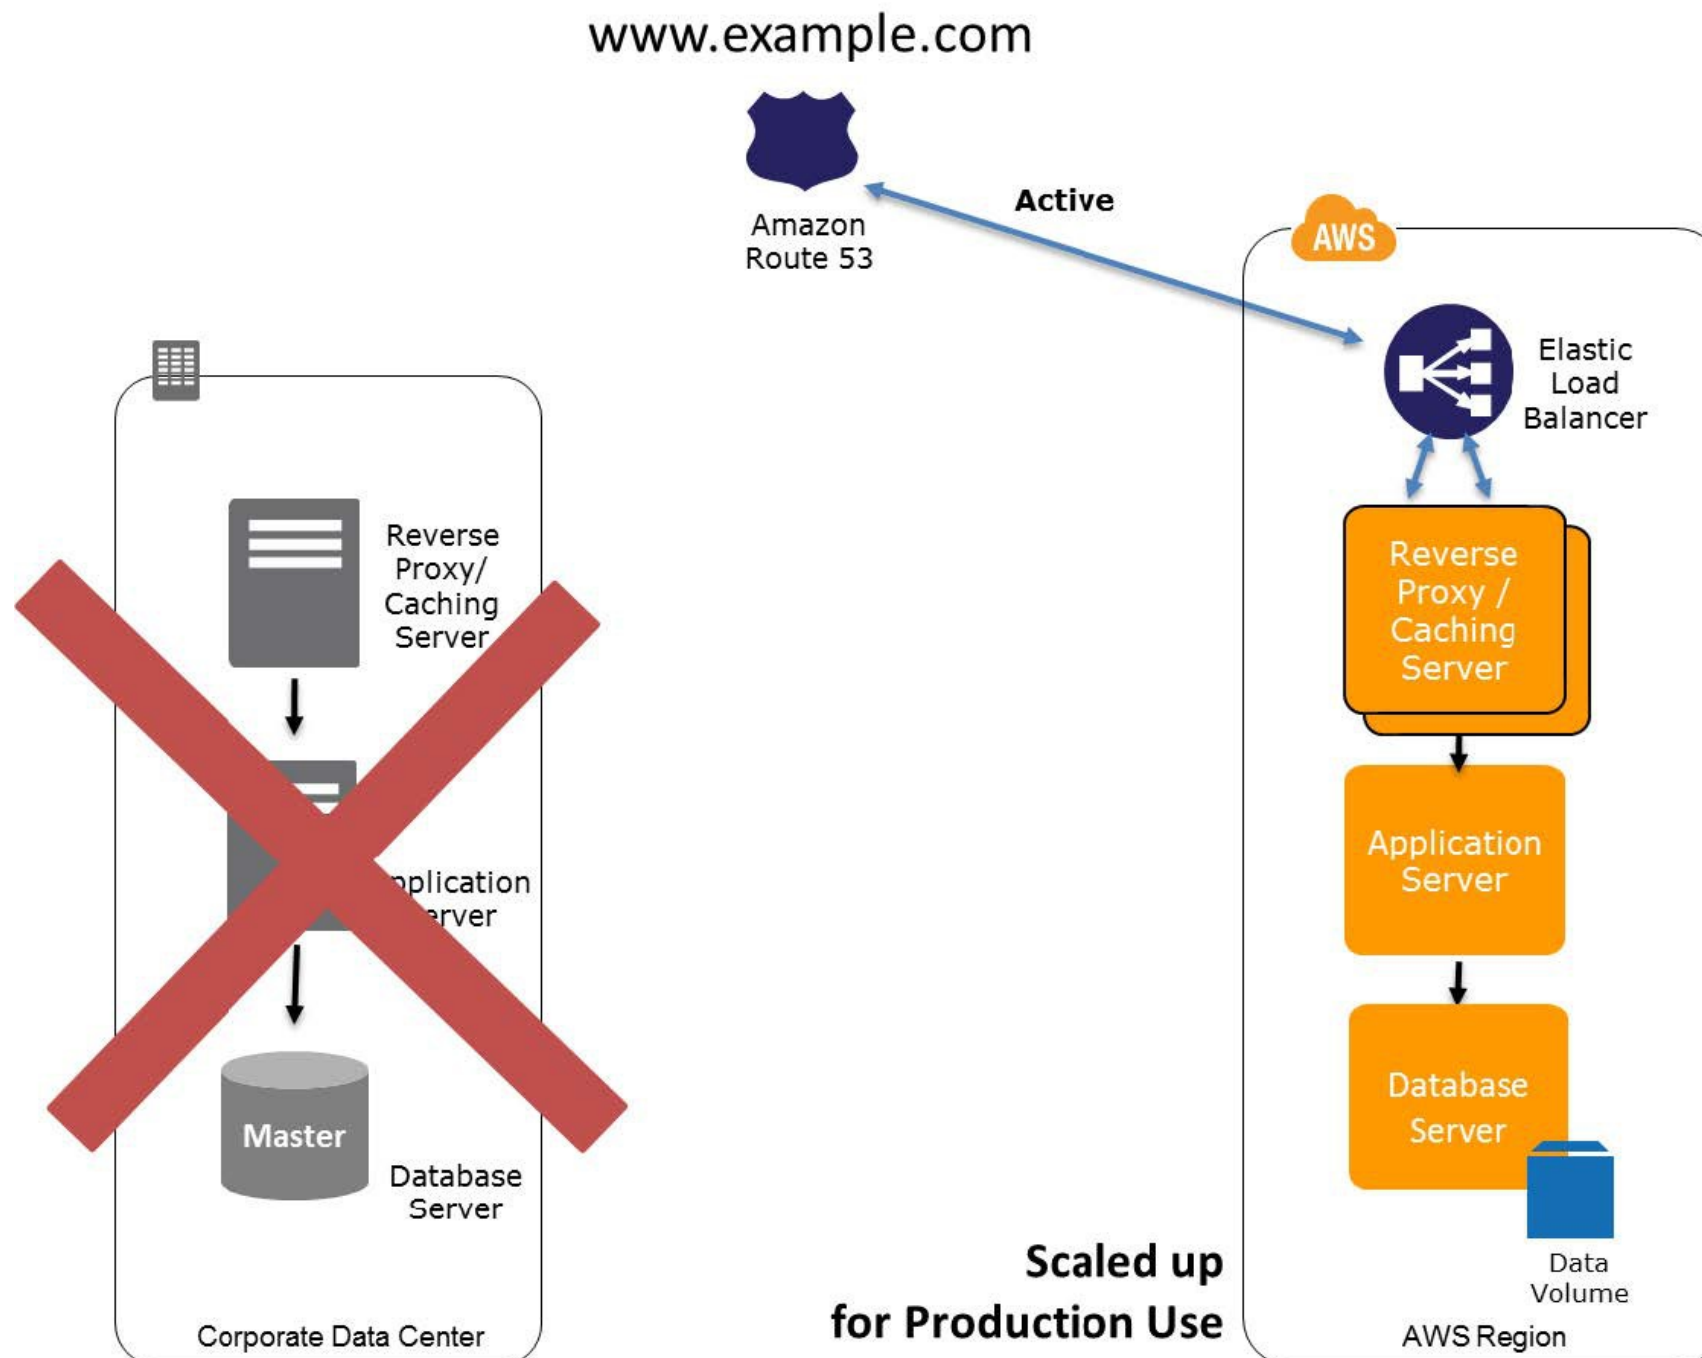 www.example.com
Amazon
Route 53
Active
AWS
Elastic
Load
Balancer
Reverse
Proxy/
Caching
Server
Reverse
Proxy /
Caching
Server
Application
Server
Master
Database
Server
Database
Server
Data
Volume
Scaled up
for Production Use
Corporate Data Center
AWS Region